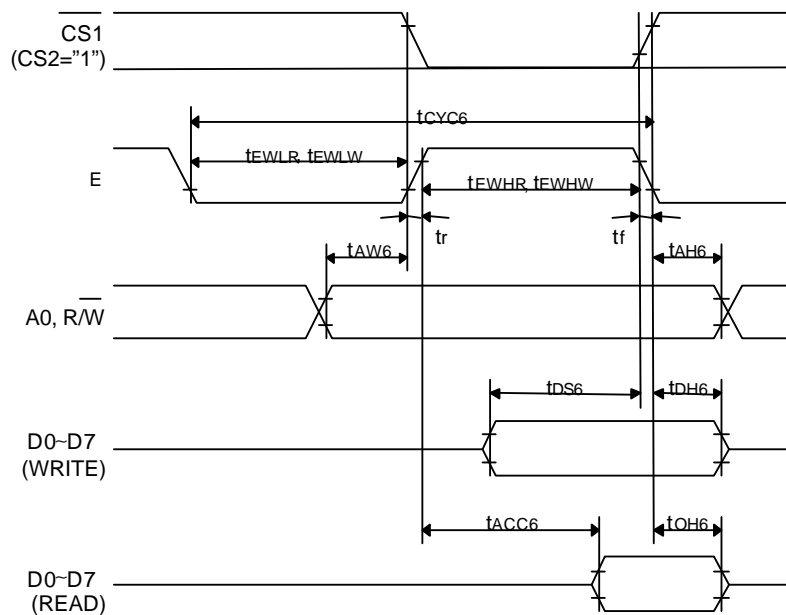 CS1
(CS2="1")
tCYC6
tEWLR, tEWLW
E
tEWHR, tEWHW
tr
tf
tAW6
tAH6
A0, R/W
tDS6
tDH6
D0~D7
(WRITE)
tACC6
tOH6
D0~D7
(READ)